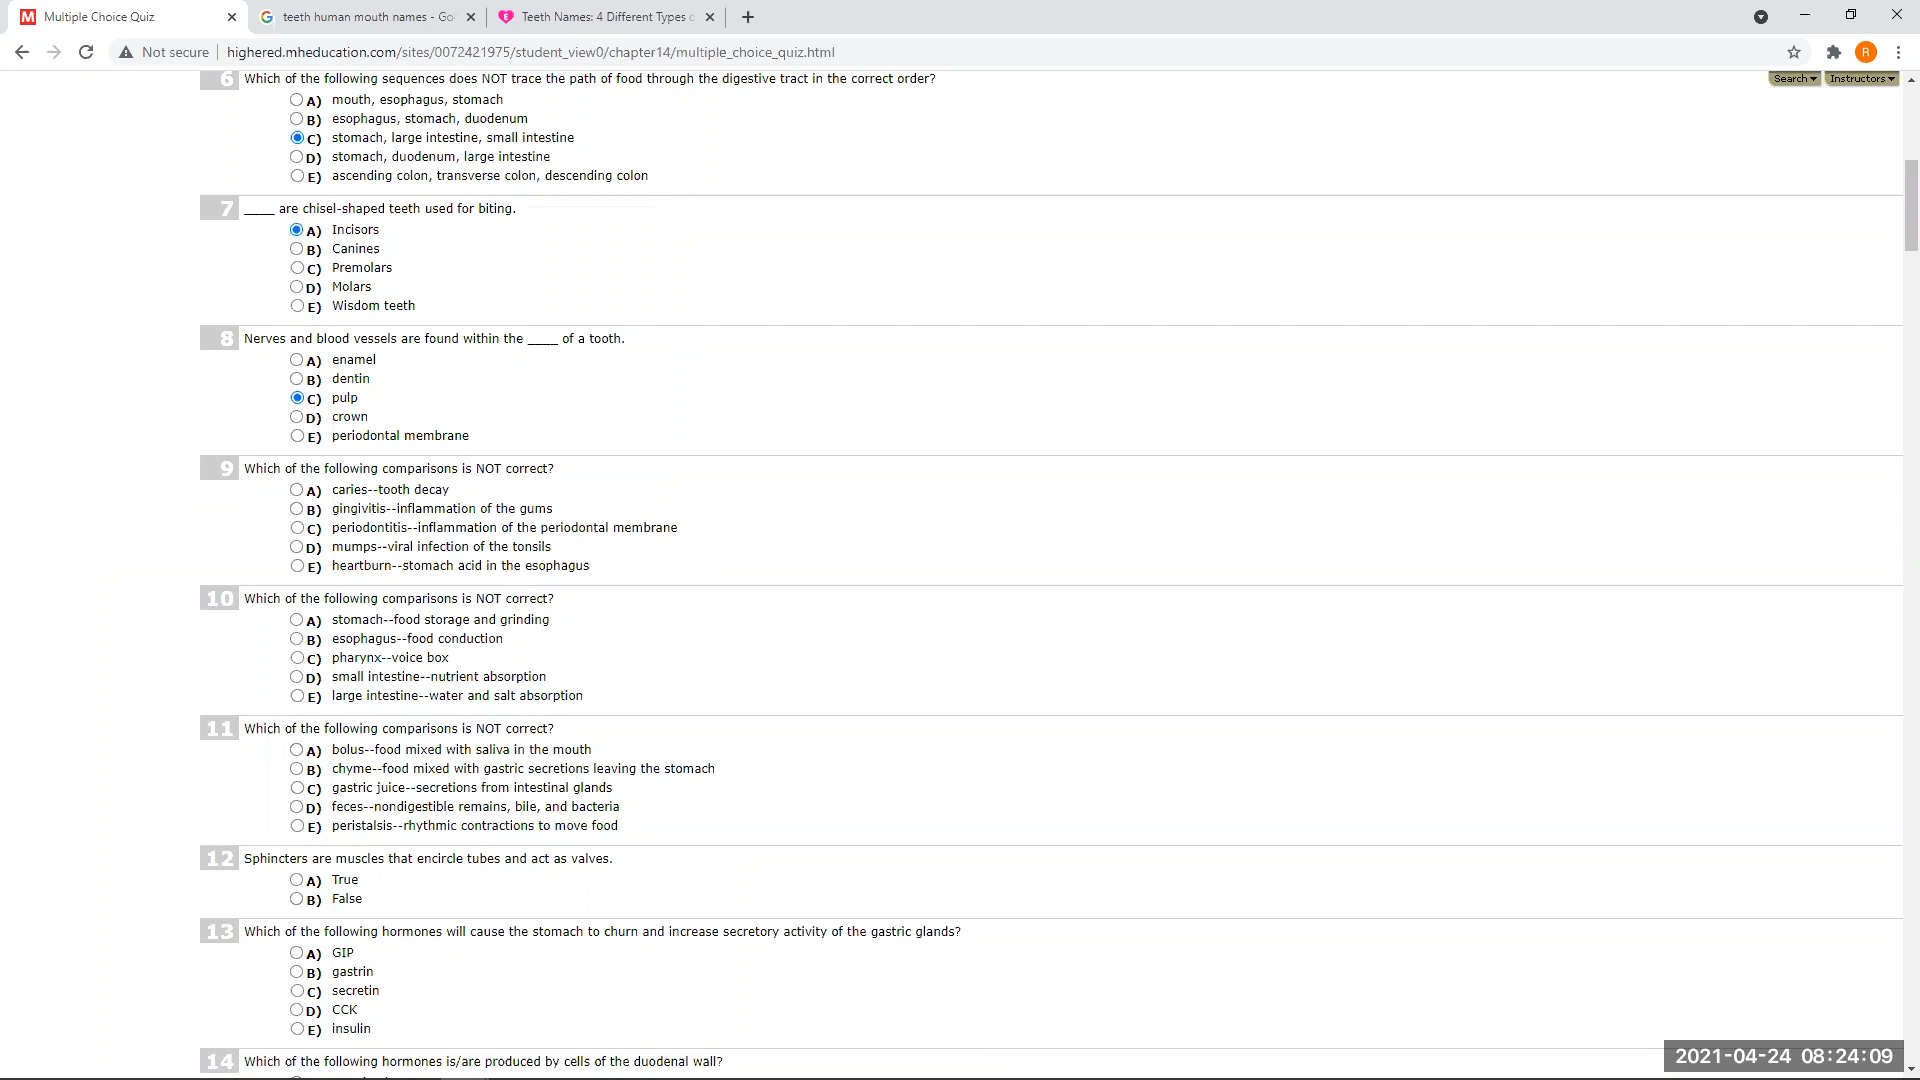 Multiple Choice Quiz
teeth human mouth names - Go
Teeth Names: 4 Different Types
Not secure
highered.mheducation.com/sites/0072421975/student_view0/chapter14/multiple_choice_quiz.html
R
Search
Instructors
6 Which of the following sequences does NOT trace the path of food through the digestive tract in the correct order?
A) mouth, esophagus, stomach
B) esophagus, stomach, duodenum
C) stomach, large intestine, small intestine
D) stomach, duodenum, large intestine
E) ascending colon, transverse colon, descending colon
7 ____ are chisel-shaped teeth used for biting.
A) Incisors
B) Canines
C) Premolars
D) Molars
E) Wisdom teeth
8 Nerves and blood vessels are found within the ____ of a tooth.
A) enamel
B) dentin
C) pulp
D) crown
E) periodontal membrane
9 Which of the following comparisons is NOT correct?
A) caries--tooth decay
B) gingivitis--inflammation of the gums
C) periodontitis--inflammation of the periodontal membrane
D) mumps--viral infection of the tonsils
E) heartburn--stomach acid in the esophagus
10 Which of the following comparisons is NOT correct?
A) stomach--food storage and grinding
B) esophagus--food conduction
C) pharynx--voice box
D) small intestine--nutrient absorption
E) large intestine--water and salt absorption
11 Which of the following comparisons is NOT correct?
A) bolus--food mixed with saliva in the mouth
B) chyme--food mixed with gastric secretions leaving the stomach
C) gastric juice--secretions from intestinal glands
D) feces--nondigestible remains, bile, and bacteria
E) peristalsis--rhythmic contractions to move food
12 Sphincters are muscles that encircle tubes and act as valves.
A) True
B) False
13 Which of the following hormones will cause the stomach to churn and increase secretory activity of the gastric glands?
A) GIP
B) gastrin
C) secretin
D) CCK
E) insulin
14 Which of the following hormones is/are produced by cells of the duodenal wall?
2021-04-24 08:24:09